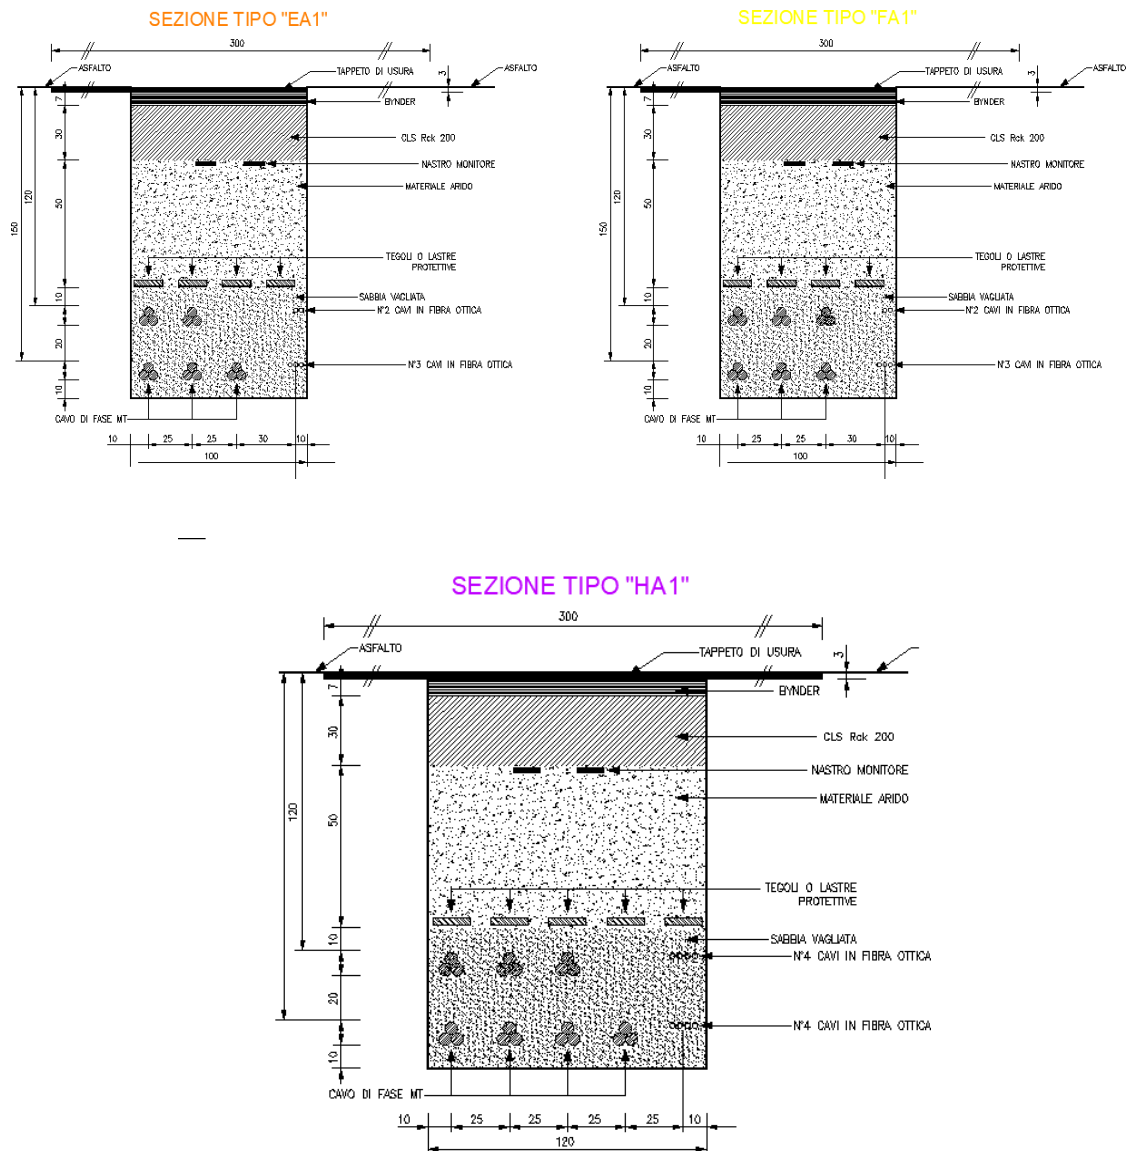 SEZIONE TIPO "EA1"
300
ASFALTO
TAPPETO DI USURA
3
ASFALTO
7
BYNDER
30
CLS Rck 200
NASTRO MONITORE
MATERIALE ARIDO
120
150
50
TEGOLI O LASTRE
PROTETTIVE
10
SABBIA VAGLIATA
N°2 CAVI IN FIBRA OTTICA
20
N°3 CAVI IN FIBRA OTTICA
10
CAVO DI FASE MT
10 25 25 30 10
100
SEZIONE TIPO "FA1"
300
ASFALTO
TAPPETO DI USURA
3
ASFALTO
7
BYNDER
30
CLS Rck 200
NASTRO MONITORE
MATERIALE ARIDO
120
150
50
TEGOLI O LASTRE
PROTETTIVE
10
SABBIA VAGLIATA
N°2 CAVI IN FIBRA OTTICA
20
N°3 CAVI IN FIBRA OTTICA
10
CAVO DI FASE MT
10 25 25 30 10
100
SEZIONE TIPO "HA1"
300
ASFALTO
TAPPETO DI USURA
3
7
BYNDER
30
CLS Rck 200
NASTRO MONITORE
MATERIALE ARIDO
120
50
TEGOLI O LASTRE
PROTETTIVE
10
SABBIA VAGLIATA
N°4 CAVI IN FIBRA OTTICA
20
N°4 CAVI IN FIBRA OTTICA
10
CAVO DI FASE MT
10 25 25 25 25 10
120